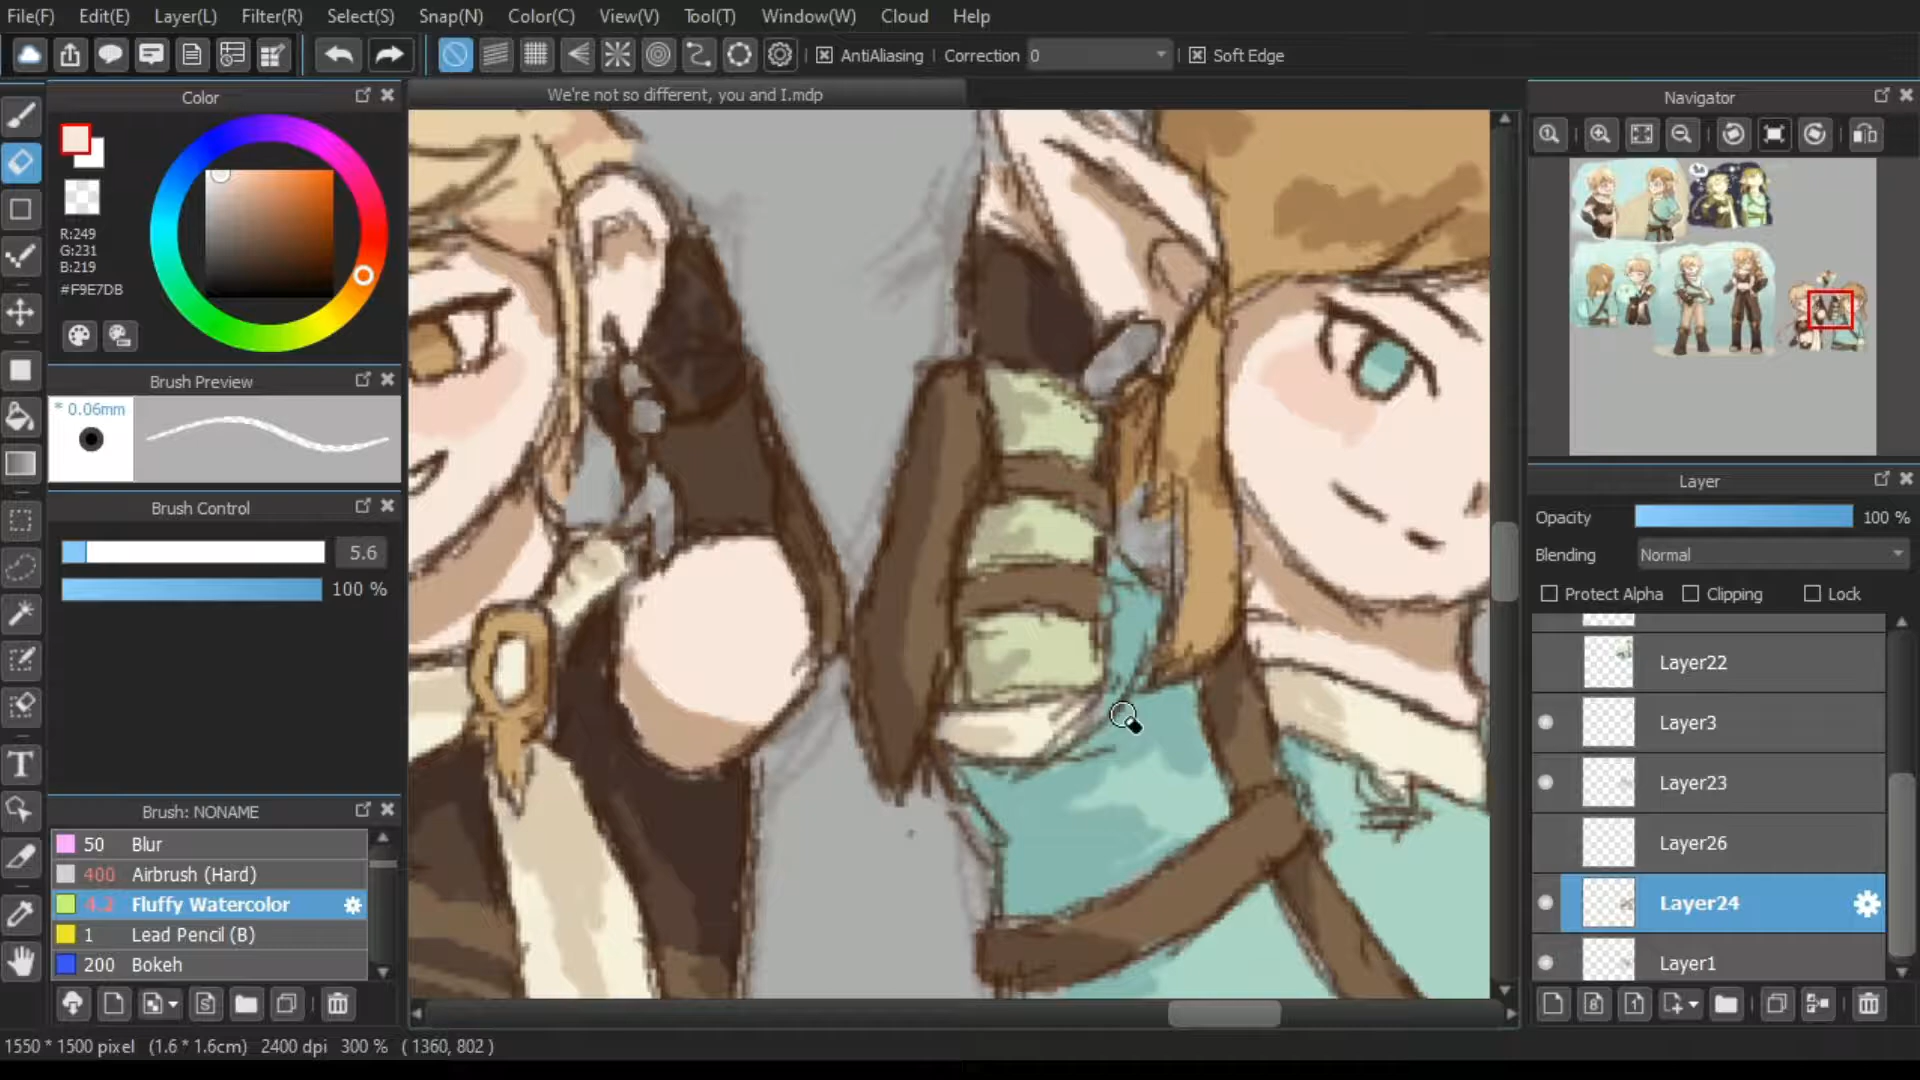 File(F) Edit(E) Layer(L) Filter(R) Select(S) Snap(N) Color(C) View(V) Tool(T) Window(W) Cloud Help
AntiAliasing Correction 0 Soft Edge
Color
We're not so different, you and I.mdp
Navigator
R:249
G:231
B:219
#F9E7DB
Brush Preview
* 0.06mm
Brush Control
5.6
100 %
Layer
Opacity 100 %
Blending Normal
Protect Alpha Clipping Lock
Layer22
Layer3
Layer23
Layer26
Layer24
Layer1
Brush: NONAME
50 Blur
400 Airbrush (Hard)
4.2 Fluffy Watercolor
1 Lead Pencil (B)
200 Bokeh
1550 * 1500 pixel (1.6 * 1.6cm) 2400 dpi 300 % ( 1360, 802 )